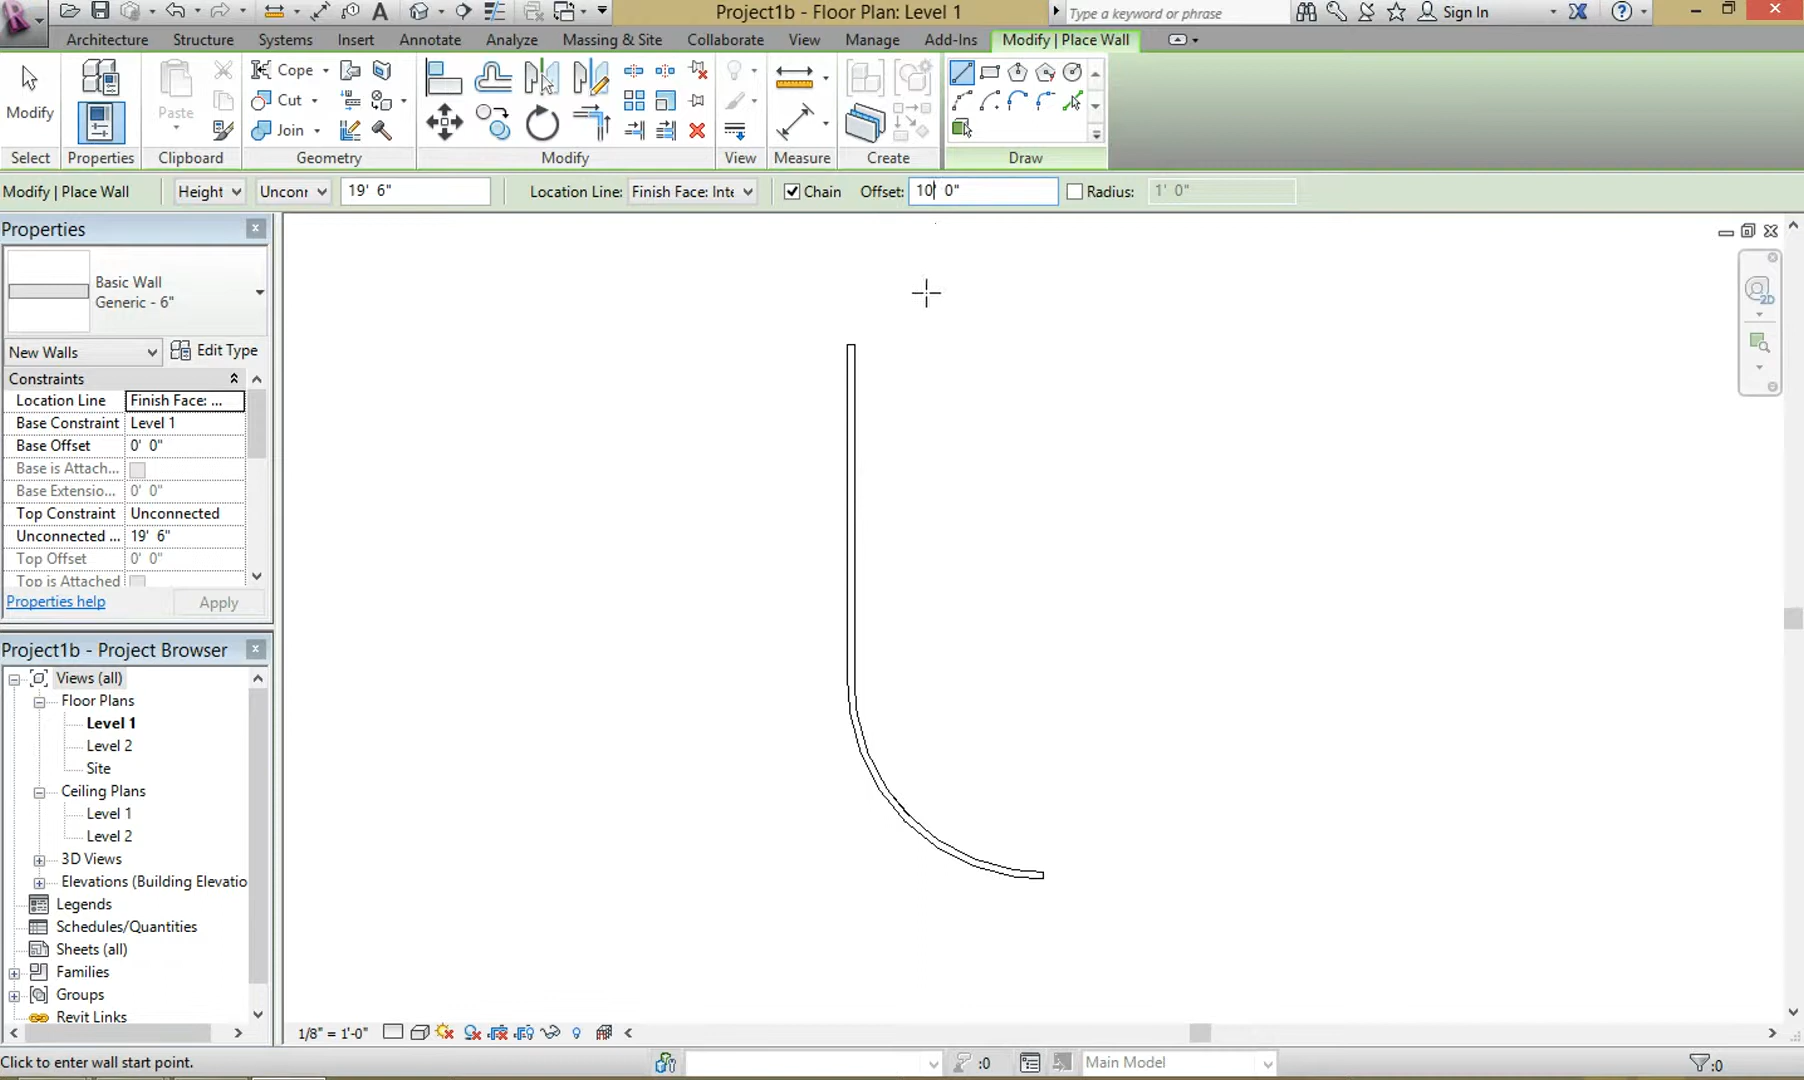 Project1b - Floor Plan: Level 1
Type a keyword or phrase
Sign In
Architecture
Structure
Systems
Insert
Annotate
Analyze
Massing & Site
Collaborate
View
Manage
Add-Ins
Modify | Place Wall
Modify
Paste
Cope
Cut
Join
Select
Properties
Clipboard
Geometry
Modify
View
Measure
Create
Draw
Modify | Place Wall
Height
Unconr
19' 6"
Location Line:
Finish Face: Inte
Chain
Offset:
10' 0"
Radius:
1' 0"
Properties
Basic Wall
Generic - 6"
New Walls
Edit Type
Constraints
Location Line Finish Face: ...
Base Constraint Level 1
Base Offset 0' 0"
Base is Attach...
Base Extensio... 0' 0"
Top Constraint Unconnected
Unconnected ... 19' 6"
Top Offset 0' 0"
Top is Attached
Properties help
Apply
Project1b - Project Browser
Views (all)
Floor Plans
Level 1
Level 2
Site
Ceiling Plans
Level 1
Level 2
3D Views
Elevations (Building Elevatio
Legends
Schedules/Quantities
Sheets (all)
Families
Groups
Revit Links
2D
1/8" = 1'-0"
Click to enter wall start point.
:0
Main Model
:0